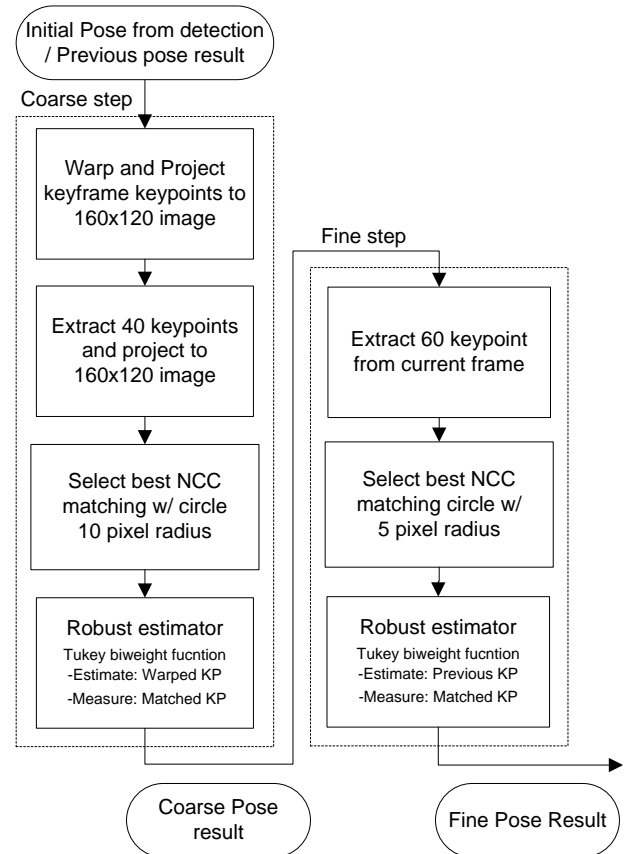 Initial Pose from detection
/ Previous pose result
Coarse step
Warp and Project
keyframe keypoints to
160x120 image
Extract 40 keypoints
and project to
160x120 image
Select best NCC
matching w/ circle
10 pixel radius
Robust estimator
Tukey biweight fucntion
-Estimate: Warped KP
-Measure: Matched KP
Coarse Pose
result
Fine step
Extract 60 keypoint
from current frame
Select best NCC
matching circle w/
5 pixel radius
Robust estimator
Tukey biweight fucntion
-Estimate: Previous KP
-Measure: Matched KP
Fine Pose Result